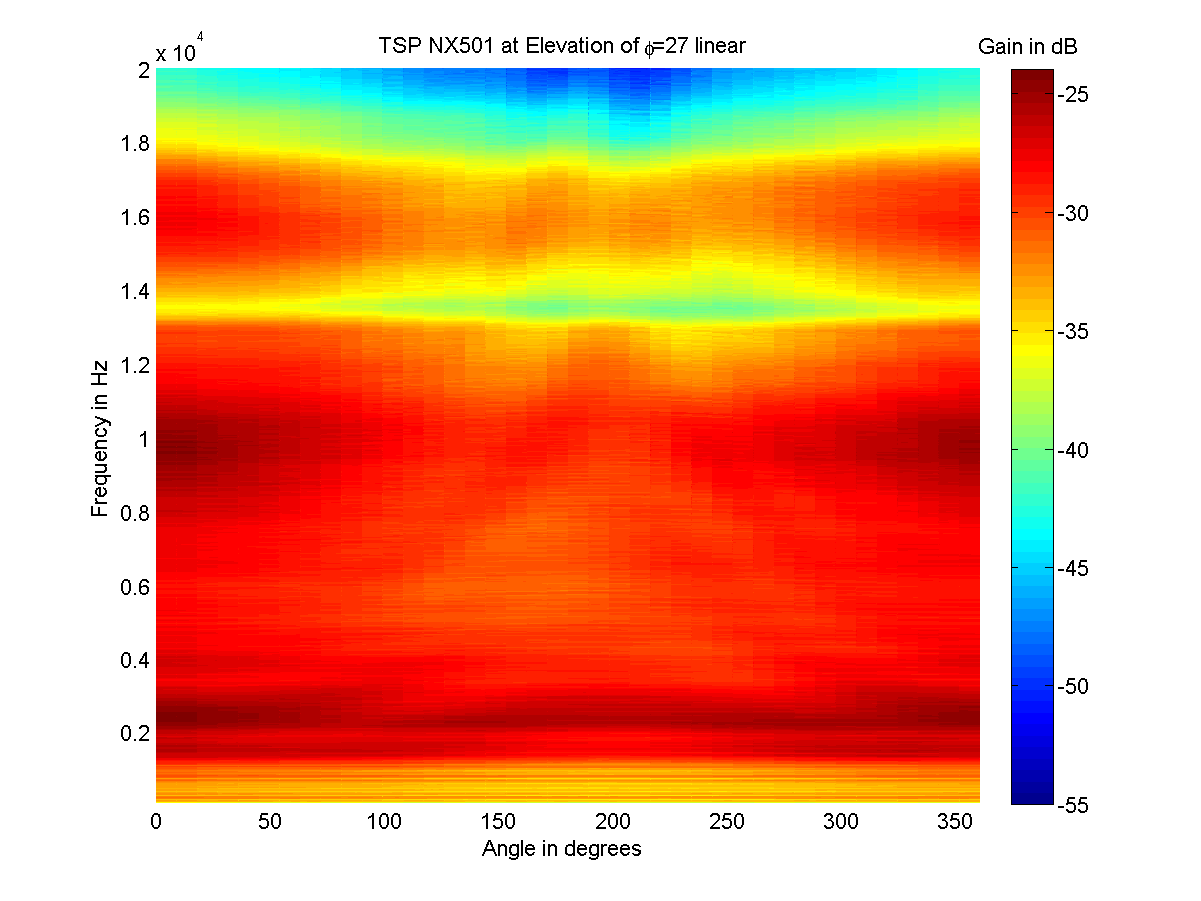 x 10^4
TSP NX501 at Elevation of ϕ=27 linear
Gain in dB
2
1.8
1.6
1.4
1.2
1
0.8
0.6
0.4
0.2
Frequency in Hz
0 50 100 150 200 250 300 350
Angle in degrees
-25
-30
-35
-40
-45
-50
-55